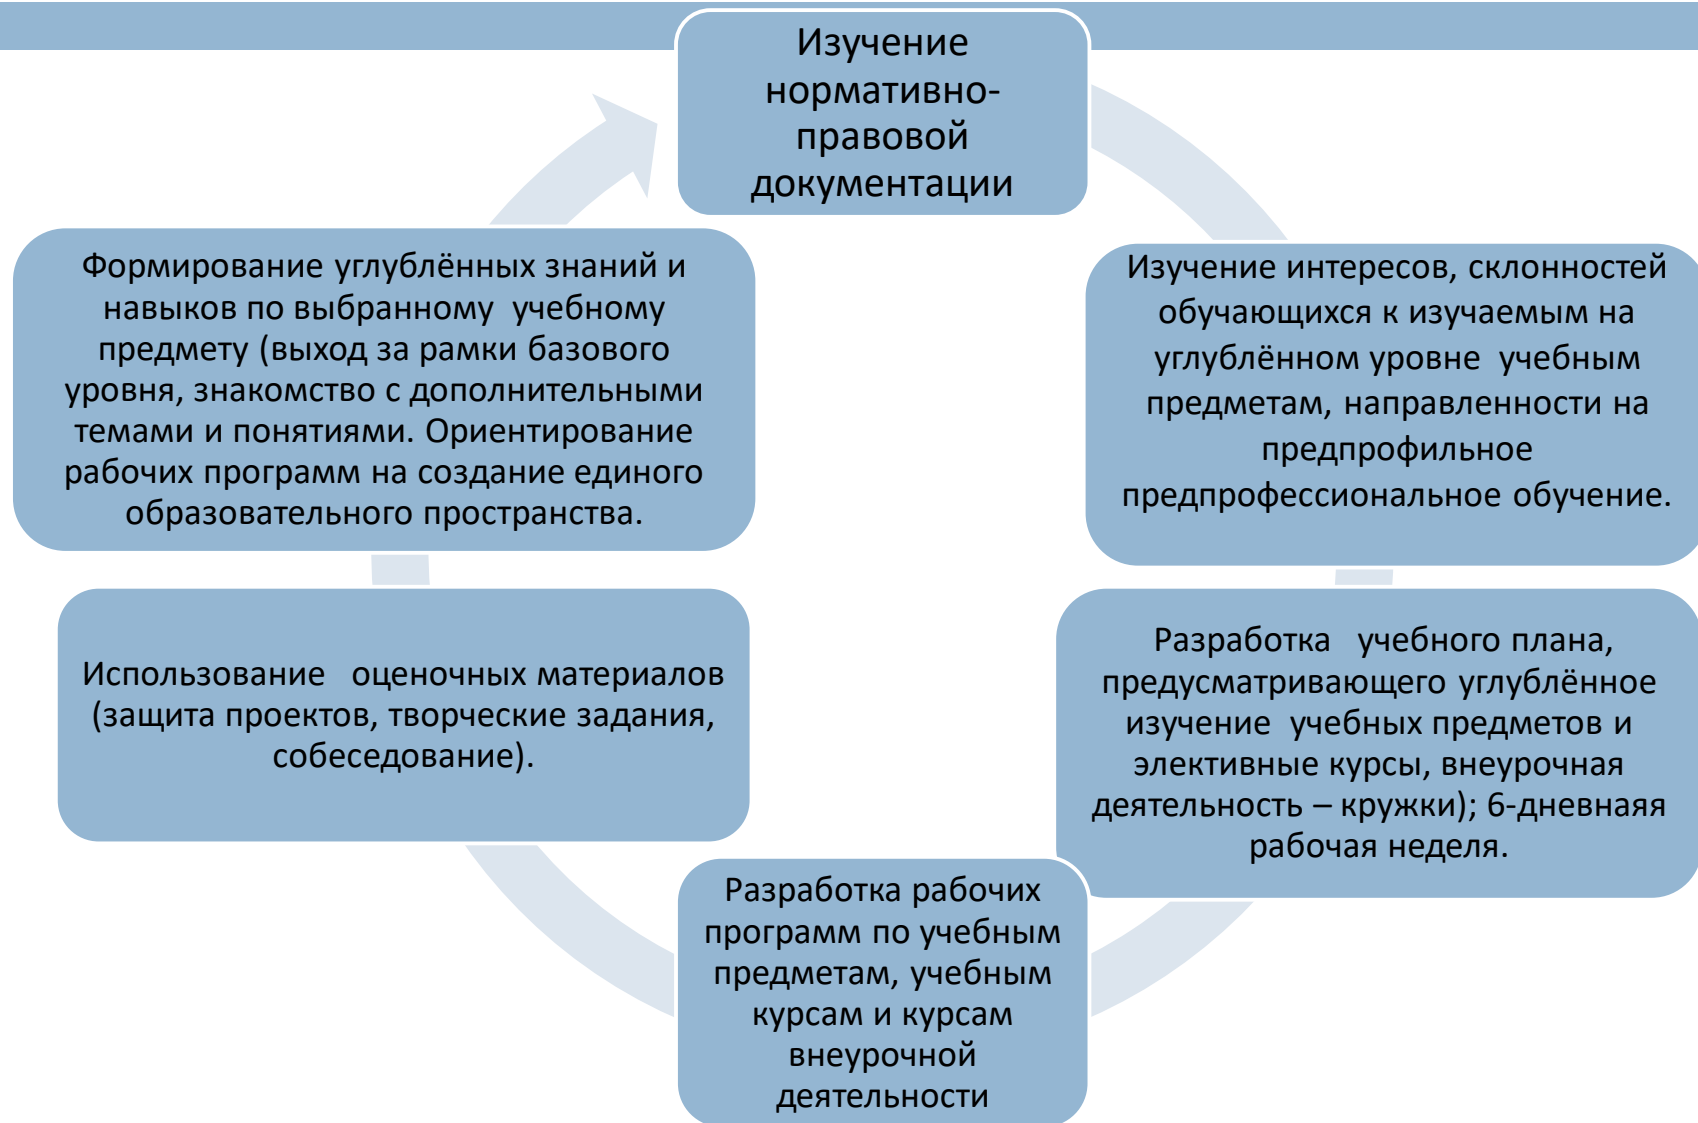 Изучение
нормативно-
правовой
документации
Изучение интересов, склонностей
обучающихся к изучаемым на
углублённом уровне учебным
предметам, направленности на
предпрофильное
предпрофессиональное обучение.
Разработка учебного плана,
предусматривающего углублённое
изучение учебных предметов и
элективные курсы, внеурочная
деятельность – кружки); 6-дневнаяя
рабочая неделя.
Разработка рабочих
программ по учебным
предметам, учебным
курсам и курсам
внеурочной
деятельности
Использование оценочных материалов
(защита проектов, творческие задания,
собеседование).
Формирование углублённых знаний и
навыков по выбранному учебному
предмету (выход за рамки базового
уровня, знакомство с дополнительными
темами и понятиями. Ориентирование
рабочих программ на создание единого
образовательного пространства.